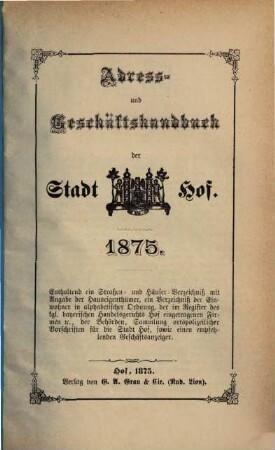 Adress-
und
Geschäftshandbuch
der
Stadt Hof.
1875.
Enthaltend ein Straßen- und Häuser-Verzeichniß mit
Angabe der Hauseigenthümer, ein Verzeichniß der Ein-
wohner in alphabetischer Ordnung, der im Register des
kgl. bayerischen Handelsgerichts Hof eingetragenen Fir-
men ꝛc., der Behörden, Sammlung ortspolizeilicher
Vorschriften für die Stadt Hof, sowie einen empfeh-
lenden Geschäftsanzeiger.
Hof, 1875.
Verlag von G. A. Grau & Cie. (Rud. Lion).